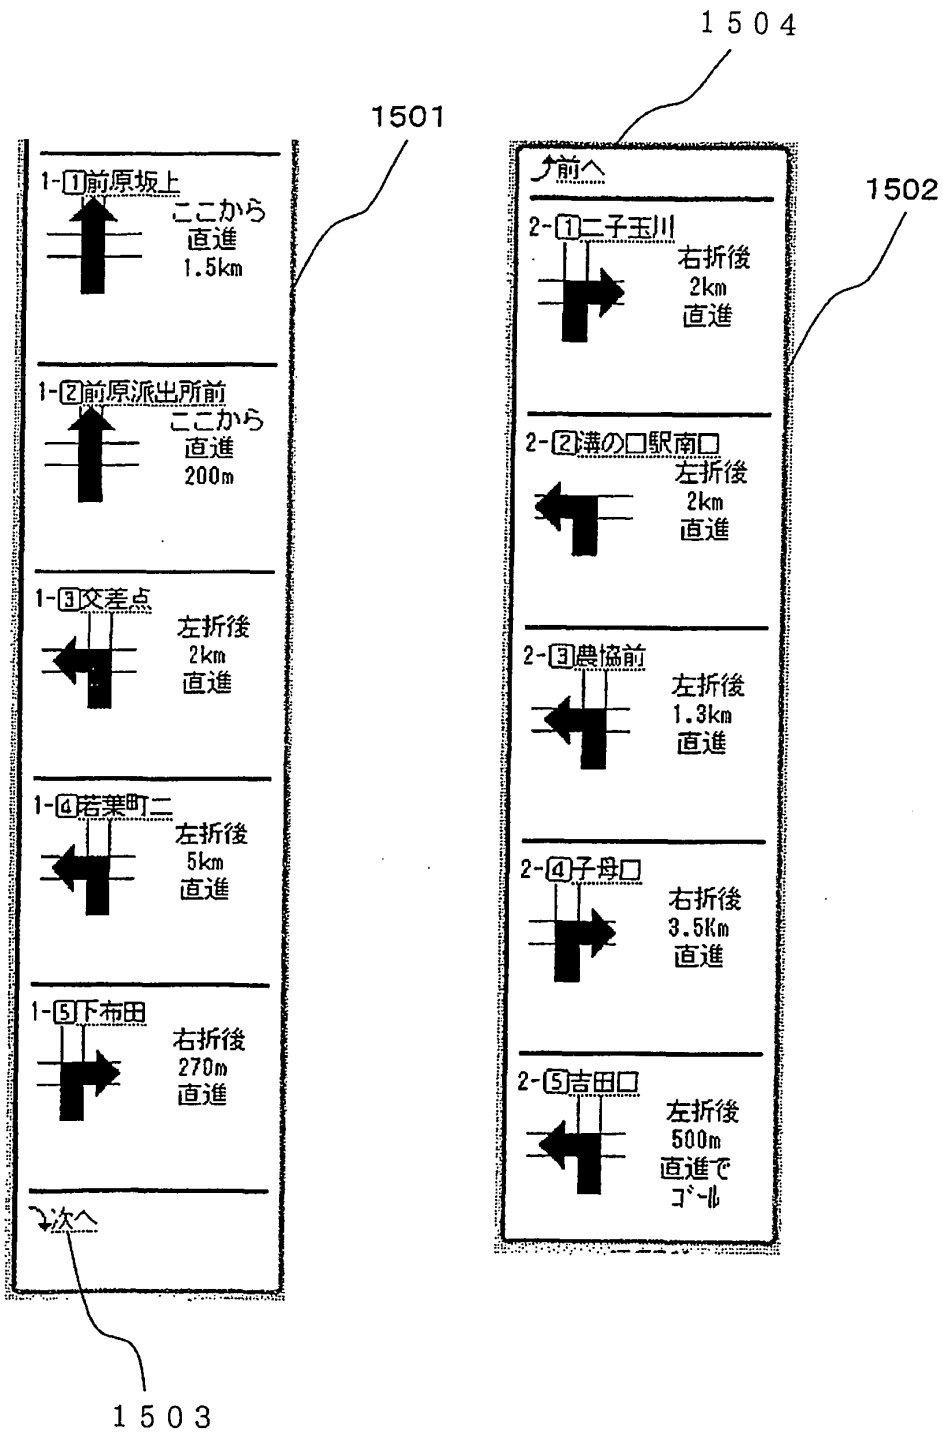 1504
1501
1502
1-1前原坂上
ここから
直進
1.5km
1-2前原派出所前
ここから
直進
200m
1-3交差点
左折後
2km
直進
1-4若葉町二
左折後
5km
直進
1-5下布田
右折後
270m
直進
次へ
1503
前へ
2-1二子玉川
右折後
2km
直進
2-2溝の口駅南口
左折後
2km
直進
2-3農協前
左折後
1.3km
直進
2-4子母口
右折後
3.5Km
直進
2-5吉田口
左折後
500m
直進で
ｺﾞｰﾙ